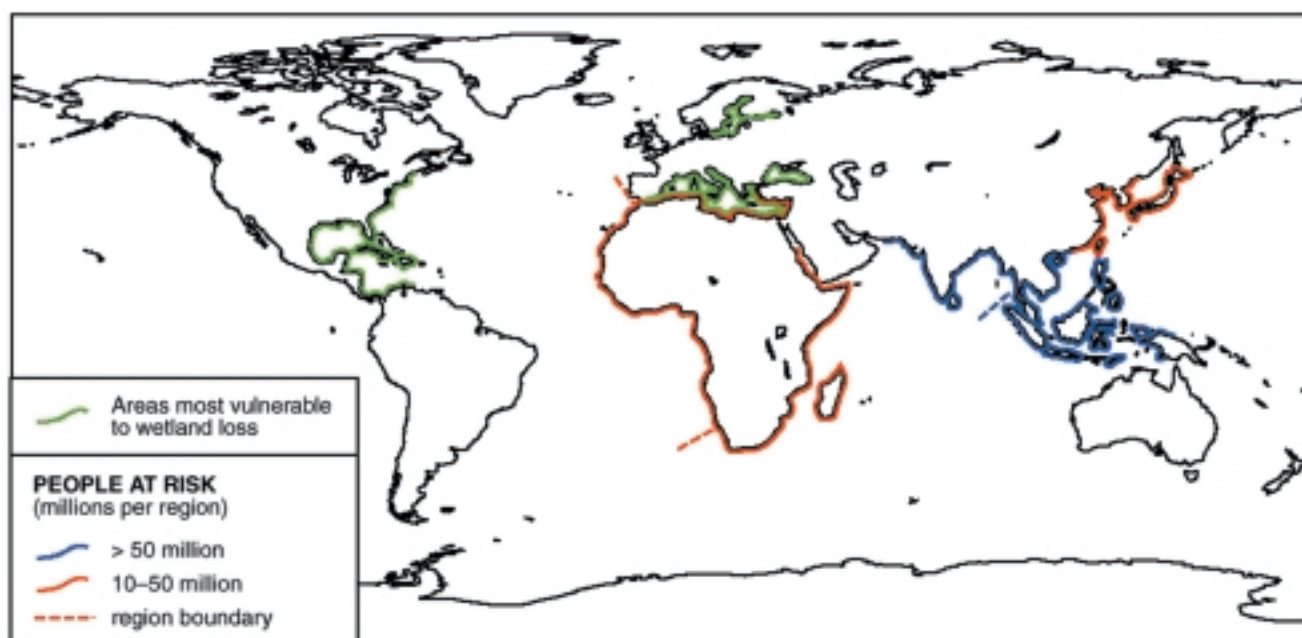 Areas most vulnerable
to wetland loss
PEOPLE AT RISK
(millions per region)
> 50 million
10–50 million
region boundary